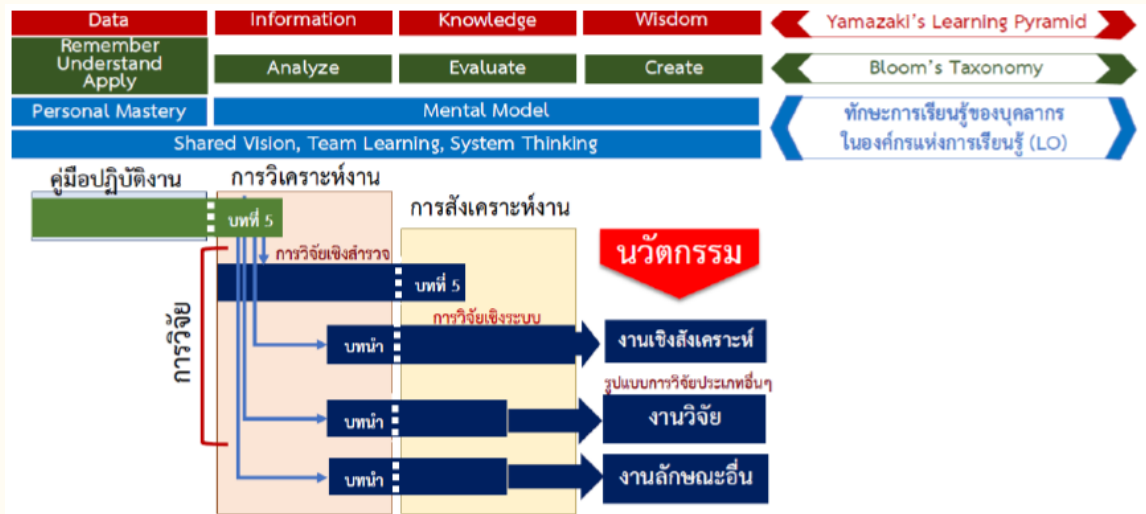 Data Information Knowledge Wisdom Yamazaki's Learning Pyramid
Remember
Understand
Apply
Analyze Evaluate Create Bloom's Taxonomy
Personal Mastery Mental Model ทักษะการเรียนรู้ของบุคลากร
Shared Vision, Team Learning, System Thinking ในองค์กรแห่งการเรียนรู้ (LO)
คู่มือปฏิบัติงาน การวิเคราะห์งาน
การสังเคราะห์งาน
บทที่ 5
การวิจัยเชิงสำรวจ นวัตกรรม
บทที่ 5
การวิจัย
การวิจัยเชิงระบบ
บทนำ งานเชิงสังเคราะห์
รูปแบบการวิจัยประเภทอื่นๆ
บทนำ งานวิจัย
บทนำ งานลักษณะอื่น